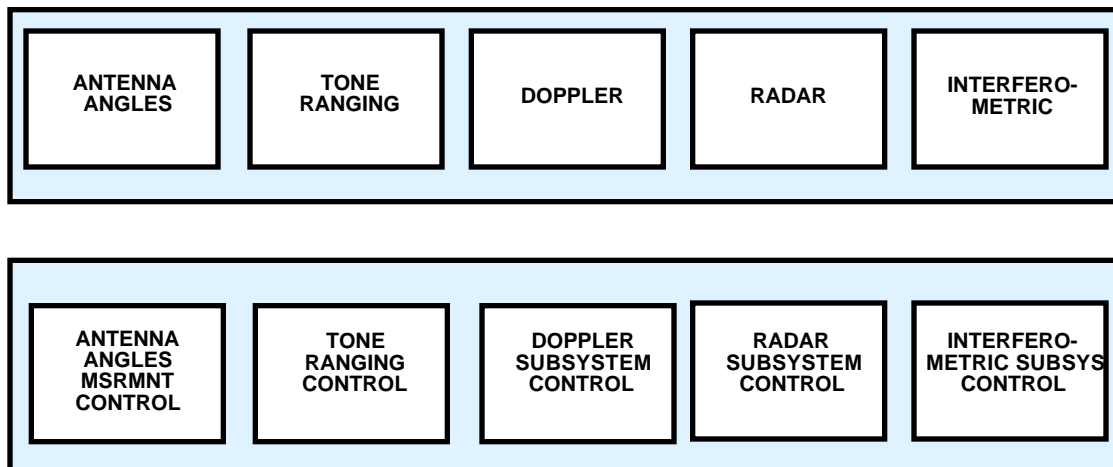 ANTENNA
ANGLES
TONE
RANGING
DOPPLER
RADAR
INTERFERO-
METRIC
ANTENNA
ANGLES
MSRMNT
CONTROL
TONE
RANGING
CONTROL
DOPPLER
SUBSYSTEM
CONTROL
RADAR
SUBSYSTEM
CONTROL
INTERFERO-
METRIC SUBSYS
CONTROL